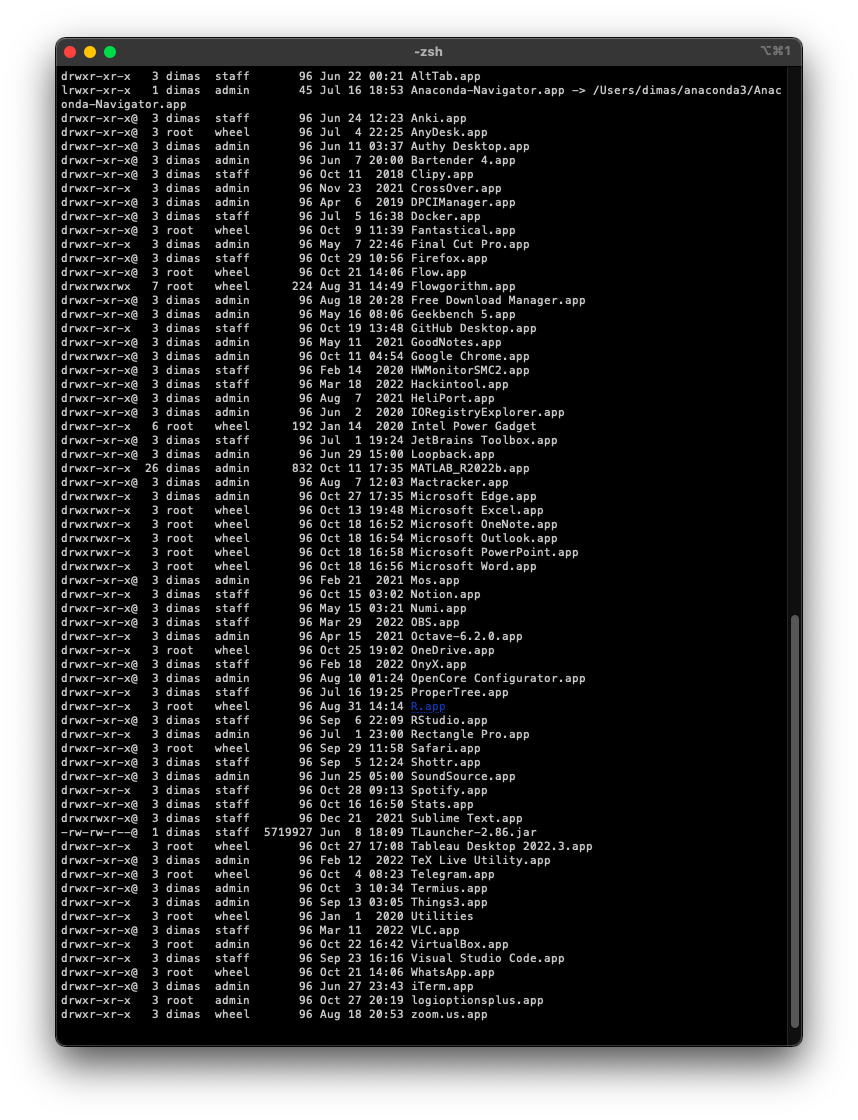 -zsh
⌥⌘1
drwxr-xr-x   3 dimas  staff       96 Jun 22 00:21 AltTab.app
lrwxr-xr-x   1 dimas  admin       45 Jul 16 18:53 Anaconda-Navigator.app -> /Users/dimas/anaconda3/Anac
onda-Navigator.app
drwxr-xr-x@  3 dimas  staff       96 Jun 24 12:23 Anki.app
drwxr-xr-x@  3 root   wheel       96 Jul  4 22:25 AnyDesk.app
drwxr-xr-x@  3 dimas  admin       96 Jun 11 03:37 Authy Desktop.app
drwxr-xr-x@  3 dimas  admin       96 Jun  7 20:00 Bartender 4.app
drwxr-xr-x@  3 dimas  staff       96 Oct 11  2018 Clipy.app
drwxr-xr-x   3 dimas  admin       96 Nov 23  2021 CrossOver.app
drwxr-xr-x@  3 dimas  admin       96 Apr  6  2019 DPCIManager.app
drwxr-xr-x@  3 dimas  staff       96 Jul  5 16:38 Docker.app
drwxr-xr-x@  3 root   wheel       96 Oct  9 11:39 Fantastical.app
drwxr-xr-x   3 dimas  admin       96 May  7 22:46 Final Cut Pro.app
drwxr-xr-x@  3 dimas  staff       96 Oct 29 10:56 Firefox.app
drwxr-xr-x@  3 root   wheel       96 Oct 21 14:06 Flow.app
drwxrwxrwx   7 root   wheel      224 Aug 31 14:49 Flowgorithm.app
drwxr-xr-x@  3 dimas  admin       96 Aug 18 20:28 Free Download Manager.app
drwxr-xr-x@  3 dimas  admin       96 May 16 08:06 Geekbench 5.app
drwxr-xr-x   3 dimas  staff       96 Oct 19 13:48 GitHub Desktop.app
drwxr-xr-x@  3 dimas  admin       96 May 11  2021 GoodNotes.app
drwxrwxr-x@  3 dimas  admin       96 Oct 11 04:54 Google Chrome.app
drwxr-xr-x@  3 dimas  staff       96 Feb 14  2020 HWMonitorSMC2.app
drwxr-xr-x@  3 dimas  staff       96 Mar 18  2022 Hackintool.app
drwxr-xr-x@  3 dimas  admin       96 Aug  7  2021 HeliPort.app
drwxr-xr-x@  3 dimas  admin       96 Jun  2  2020 IORegistryExplorer.app
drwxr-xr-x   6 root   wheel      192 Jan 14  2020 Intel Power Gadget
drwxr-xr-x@  3 dimas  staff       96 Jul  1 19:24 JetBrains Toolbox.app
drwxr-xr-x@  3 dimas  admin       96 Jun 29 15:00 Loopback.app
drwxr-xr-x  26 dimas  admin      832 Oct 11 17:35 MATLAB_R2022b.app
drwxr-xr-x@  3 dimas  admin       96 Aug  7 12:03 Mactracker.app
drwxrwxr-x   3 dimas  admin       96 Oct 27 17:35 Microsoft Edge.app
drwxrwxr-x   3 root   wheel       96 Oct 13 19:48 Microsoft Excel.app
drwxrwxr-x   3 root   wheel       96 Oct 18 16:52 Microsoft OneNote.app
drwxrwxr-x   3 root   wheel       96 Oct 18 16:54 Microsoft Outlook.app
drwxrwxr-x   3 root   wheel       96 Oct 18 16:58 Microsoft PowerPoint.app
drwxrwxr-x   3 root   wheel       96 Oct 18 16:56 Microsoft Word.app
drwxr-xr-x@  3 dimas  admin       96 Feb 21  2021 Mos.app
drwxr-xr-x   3 root   wheel       96 Oct 15 03:02 Notion.app
drwxr-xr-x@  3 dimas  admin       96 May 15 03:21 Numi.app
drwxr-xr-x@  3 dimas  staff       96 Mar 29  2022 OBS.app
drwxr-xr-x   3 dimas  admin       96 Apr 15  2021 Octave-6.2.0.app
drwxr-xr-x   3 root   wheel       96 Oct 25 19:02 OneDrive.app
drwxr-xr-x@  3 dimas  admin       96 Feb 18  2022 OnyX.app
drwxr-xr-x@  3 dimas  admin       96 Aug 10 01:24 OpenCore Configurator.app
drwxr-xr-x   3 dimas  staff       96 Jul 16 19:25 ProperTree.app
drwxr-xr-x   3 root   wheel       96 Aug 31 14:14 R.app
drwxr-xr-x@  3 dimas  staff       96 Sep  6 22:09 RStudio.app
drwxr-xr-x   3 dimas  admin       96 Jul  1 23:00 Rectangle Pro.app
drwxr-xr-x@  3 root   wheel       96 Sep 29 11:58 Safari.app
drwxr-xr-x@  3 dimas  staff       96 Sep  5 12:24 Shottr.app
drwxr-xr-x@  3 dimas  admin       96 Jun 25 05:00 SoundSource.app
drwxr-xr-x   3 dimas  staff       96 Oct 28 09:13 Spotify.app
drwxr-xr-x@  3 dimas  staff       96 Oct 16 16:50 Stats.app
drwxrwxr-x@  3 dimas  admin       96 Dec 21  2021 Sublime Text.app
-rw-rw-r--@  1 dimas  staff  5719927 Jun  8 18:09 TLauncher-2.86.jar
drwxr-xr-x   3 root   wheel       96 Oct 27 17:08 Tableau Desktop 2022.3.app
drwxr-xr-x@  3 dimas  admin       96 Feb 12  2022 TeX Live Utility.app
drwxr-xr-x@  3 root   wheel       96 Oct  4 08:23 Telegram.app
drwxr-xr-x@  3 dimas  admin       96 Oct  3 10:34 Termius.app
drwxr-xr-x   3 dimas  admin       96 Sep 13 03:05 Things3.app
drwxr-xr-x   3 root   wheel       96 Jan  1  2020 Utilities
drwxr-xr-x@  3 dimas  staff       96 Mar 11  2022 VLC.app
drwxr-xr-x   3 root   admin       96 Oct 22 16:42 VirtualBox.app
drwxr-xr-x   3 dimas  staff       96 Sep 23 16:16 Visual Studio Code.app
drwxr-xr-x@  3 root   wheel       96 Oct 21 14:06 WhatsApp.app
drwxr-xr-x@  3 dimas  admin       96 Jun 27 23:43 iTerm.app
drwxr-xr-x   3 root   admin       96 Oct 27 20:19 logioptionsplus.app
drwxr-xr-x   3 dimas  wheel       96 Aug 18 20:53 zoom.us.app